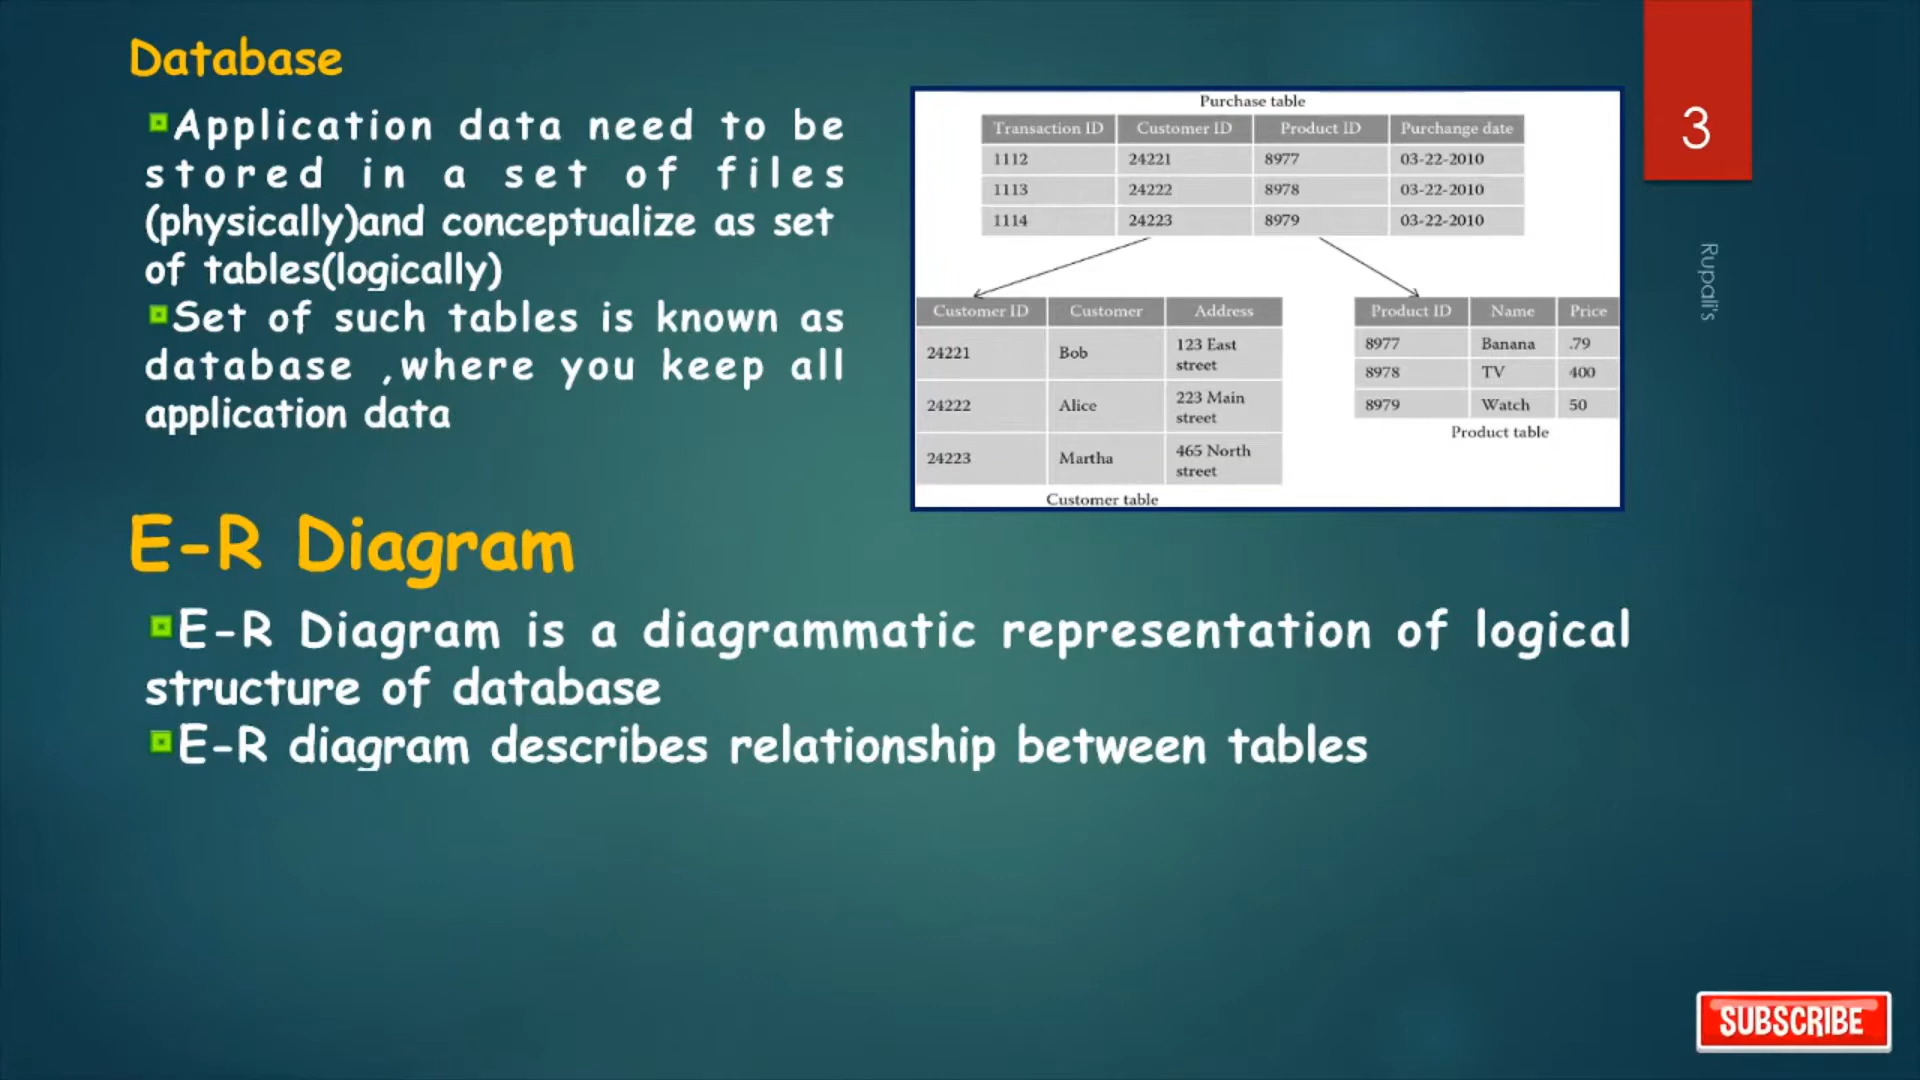 Database
Application data need to be
stored in a set of files
(physically)and conceptualize as set
of tables(logically)
Set of such tables is known as
database ,where you keep all
application data
Purchase table
Transaction ID Customer ID Product ID Purchange date
1112 24221 8977 03-22-2010
1113 24222 8978 03-22-2010
1114 24223 8979 03-22-2010
Customer ID Customer Address
24221 Bob 123 East
street
24222 Alice 223 Main
street
24223 Martha 465 North
street
Customer table
Product ID Name Price
8977 Banana .79
8978 TV 400
8979 Watch 50
Product table
3
Rupali's
E-R Diagram
E-R Diagram is a diagrammatic representation of logical
structure of database
E-R diagram describes relationship between tables
SUBSCRIBE